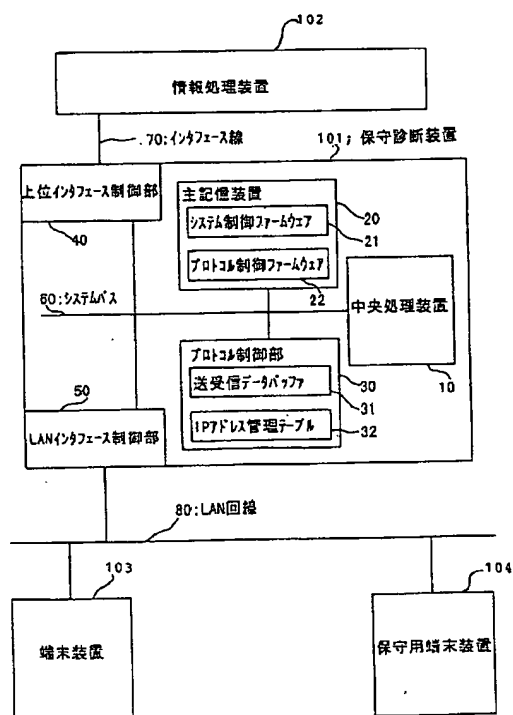 102
情報処理装置
70:インタフェース線
101;保守診断装置
上位インタフェース制御部
40
主記憶装置
20
システム制御ファームウェア
21
プロトコル制御ファームウェア
22
60:システムバス
中央処理装置
10
プロトコル制御部
30
送受信データバッファ
31
IPアドレス管理テーブル
32
50
LANインタフェース制御部
80:LAN回線
103
端末装置
104
保守用端末装置